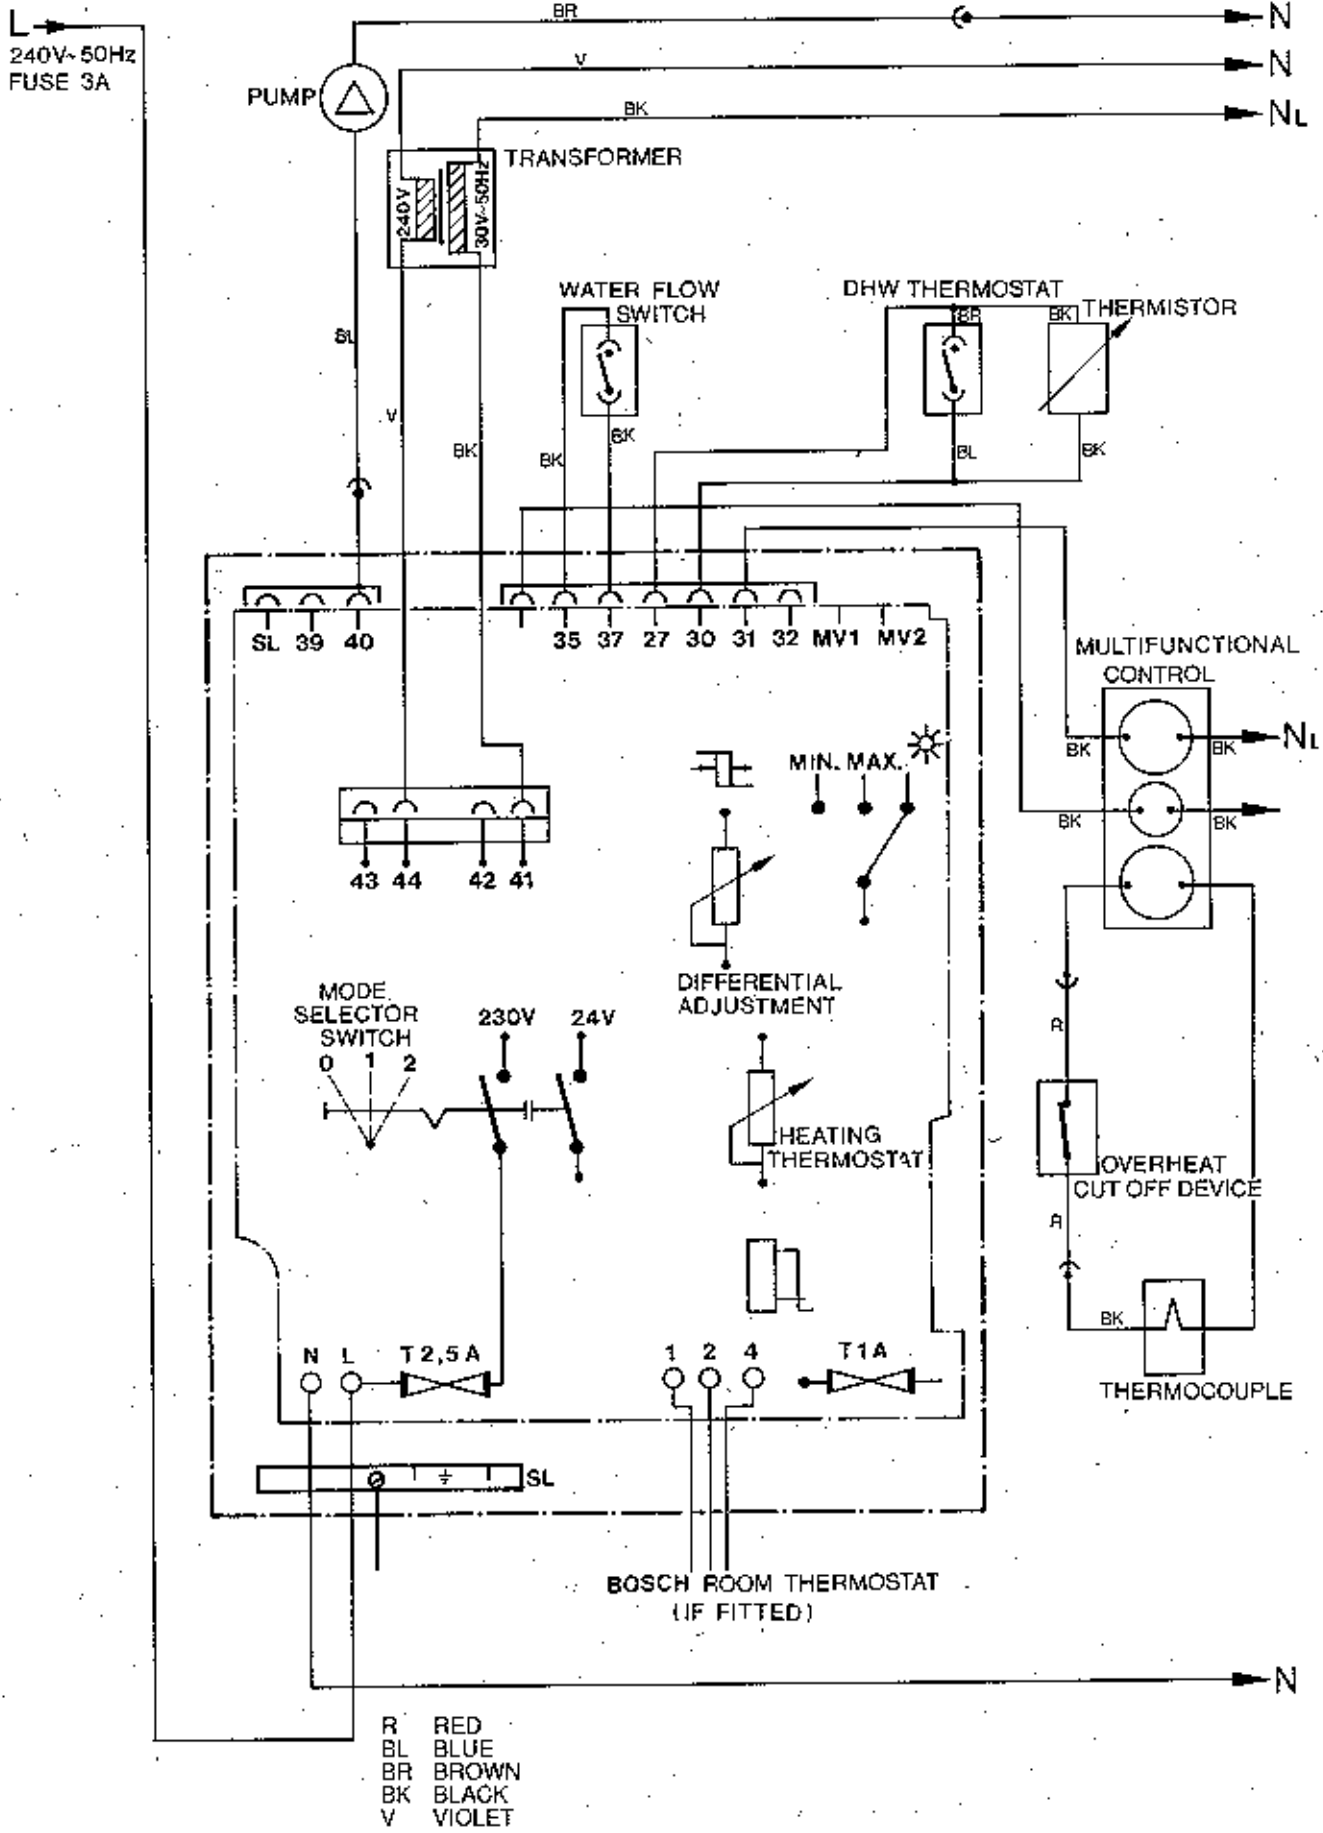 L
240V~50Hz
FUSE 3A
BR
N
V
N
BK
NL
PUMP
TRANSFORMER
240V
30V~50Hz
WATER FLOW
SWITCH
DHW THERMOSTAT
BR
BK
THERMISTOR
SL
V
BK
BK
BK
BL
BK
SL 39 40
35 37 27 30 31 32 MV1 MV2
MULTIFUNCTIONAL
CONTROL
BK
BK
NL
MIN. MAX.
BK
BK
43 44 42 41
DIFFERENTIAL
ADJUSTMENT
MODE
SELECTOR
SWITCH
0 1 2
230V 24V
R
HEATING
THERMOSTAT
OVERHEAT
CUT OFF DEVICE
R
BK
THERMOCOUPLE
N L T 2,5 A
1 2 4 T 1 A
SL
BOSCH ROOM THERMOSTAT
(IF FITTED)
N
R RED
BL BLUE
BR BROWN
BK BLACK
V VIOLET